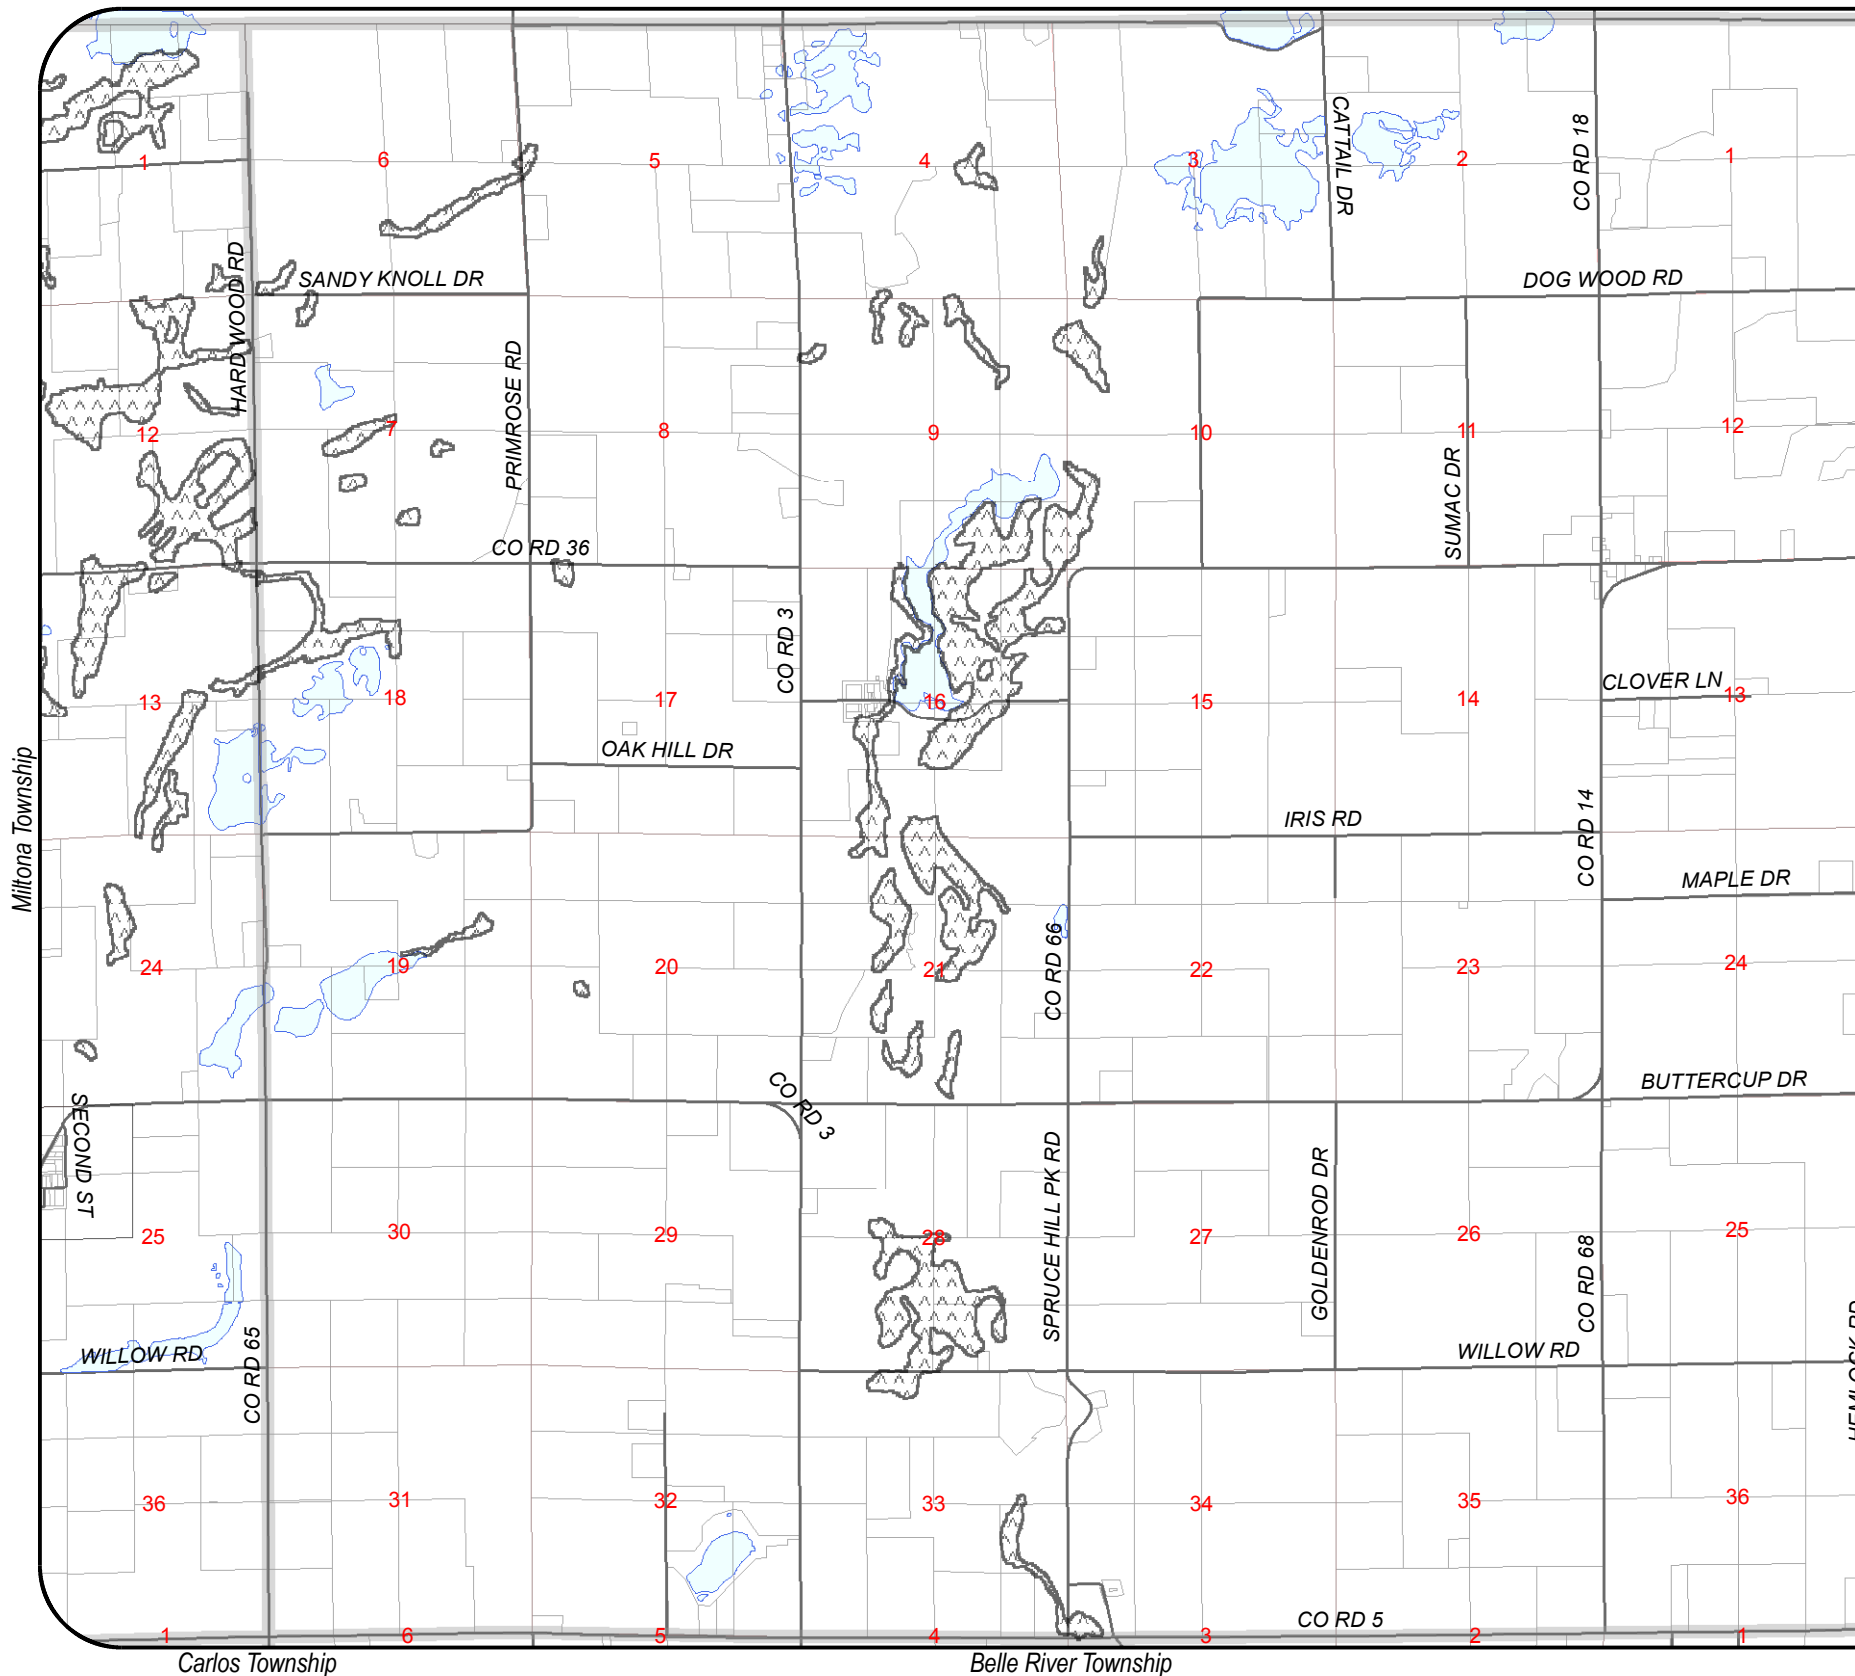 1
6
5
4
3
CATTAIL DR
2
CO RD 18
1
HARD WOOD RD
SANDY KNOLL DR
DOG WOOD RD
PRIMROSE RD
12
7
8
9
10
11
12
SUMAC DR
CO RD 36
CO RD 3
13
18
17
16
15
14
CLOVER LN
13
OAK HILL DR
Miltona Township
IRIS RD
CO RD 14
MAPLE DR
24
19
20
21
CO RD 66
22
23
24
SECOND ST
CO RD 3
BUTTERCUP DR
25
30
29
28
SPRUCE HILL PK RD
27
GOLDENROD DR
26
CO RD 68
25
WILLOW RD
CO RD 65
WILLOW RD
HEMLOCK RD
36
31
32
33
34
35
36
CO RD 5
1
6
5
4
3
2
1
Carlos Township
Belle River Township